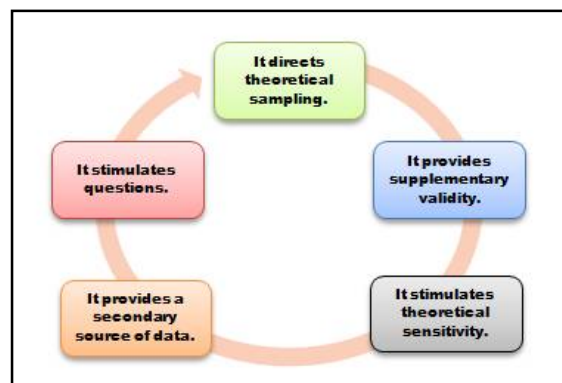 It directs
theoretical
sampling.
It provides
supplementary
validity.
It stimulates
theoretical
sensitivity.
It provides a
secondary
source of data.
It stimulates
questions.